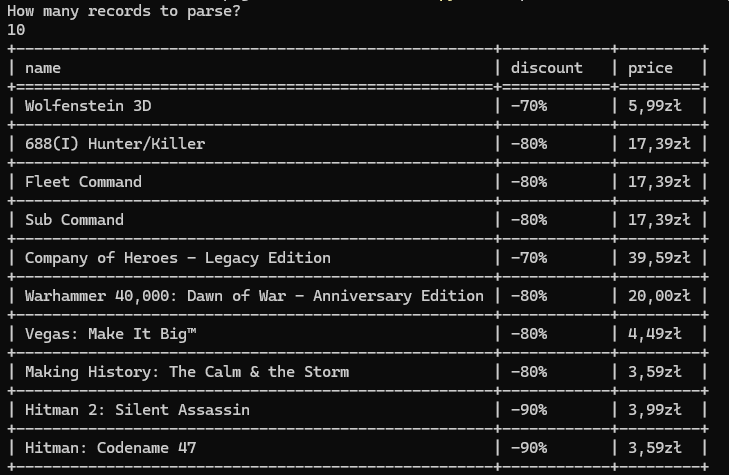 How many records to parse?
10
name discount price
Wolfenstein 3D -70% 5,99zł
688(I) Hunter/Killer -80% 17,39zł
Fleet Command -80% 17,39zł
Sub Command -80% 17,39zł
Company of Heroes - Legacy Edition -70% 39,59zł
Warhammer 40,000: Dawn of War - Anniversary Edition -80% 20,00zł
Vegas: Make It Big™ -80% 4,49zł
Making History: The Calm & the Storm -80% 3,59zł
Hitman 2: Silent Assassin -90% 3,99zł
Hitman: Codename 47 -90% 3,59zł